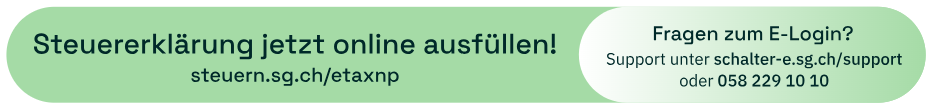 Steuererklärung jetzt online ausfüllen!
steuern.sg.ch/etaxnp
Fragen zum E-Login?
Support unter schalter-e.sg.ch/support
oder 058 229 10 10